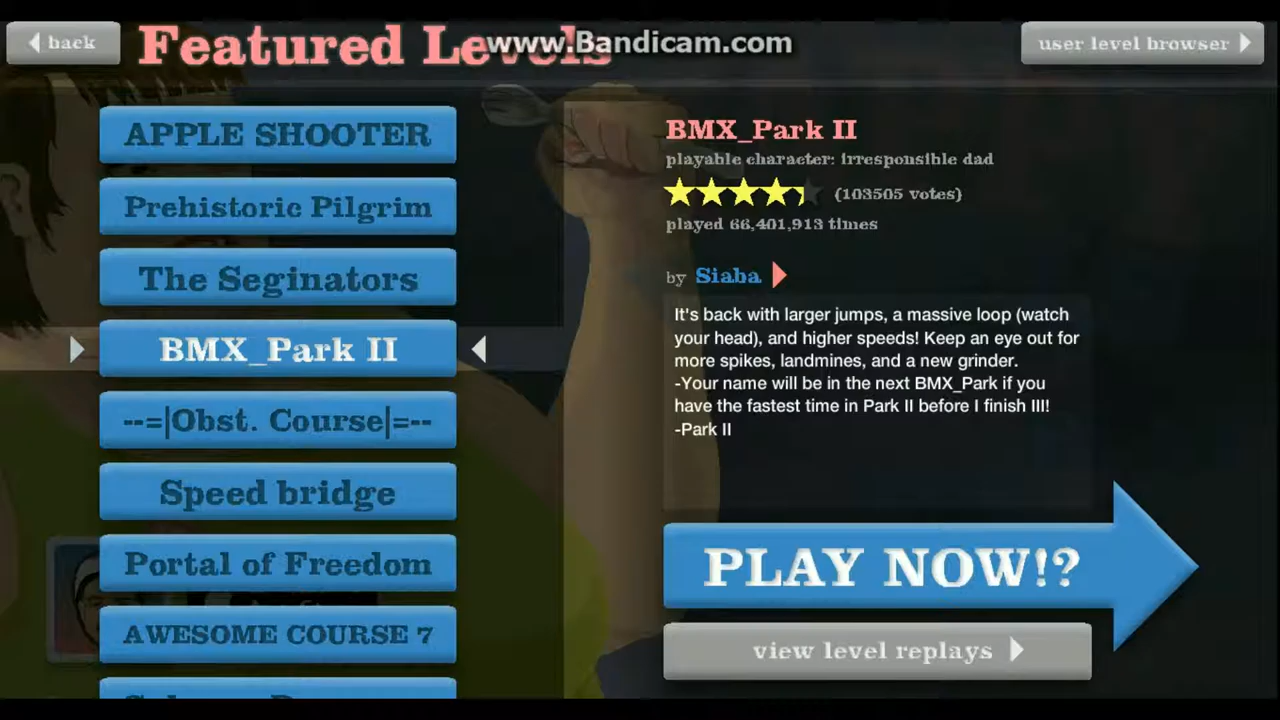 back
Featured Levels
www.Bandicam.com
user level browser
APPLE SHOOTER
Prehistoric Pilgrim
The Seginators
BMX_Park II
--=|Obst. Course|=--
Speed bridge
Portal of Freedom
AWESOME COURSE 7
BMX_Park II
playable character: irresponsible dad
(103505 votes)
played 66,401,913 times
by Siaba
It's back with larger jumps, a massive loop (watch
your head), and higher speeds! Keep an eye out for
more spikes, landmines, and a new grinder.
-Your name will be in the next BMX_Park if you
have the fastest time in Park II before I finish III!
-Park II
PLAY NOW!?
view level replays